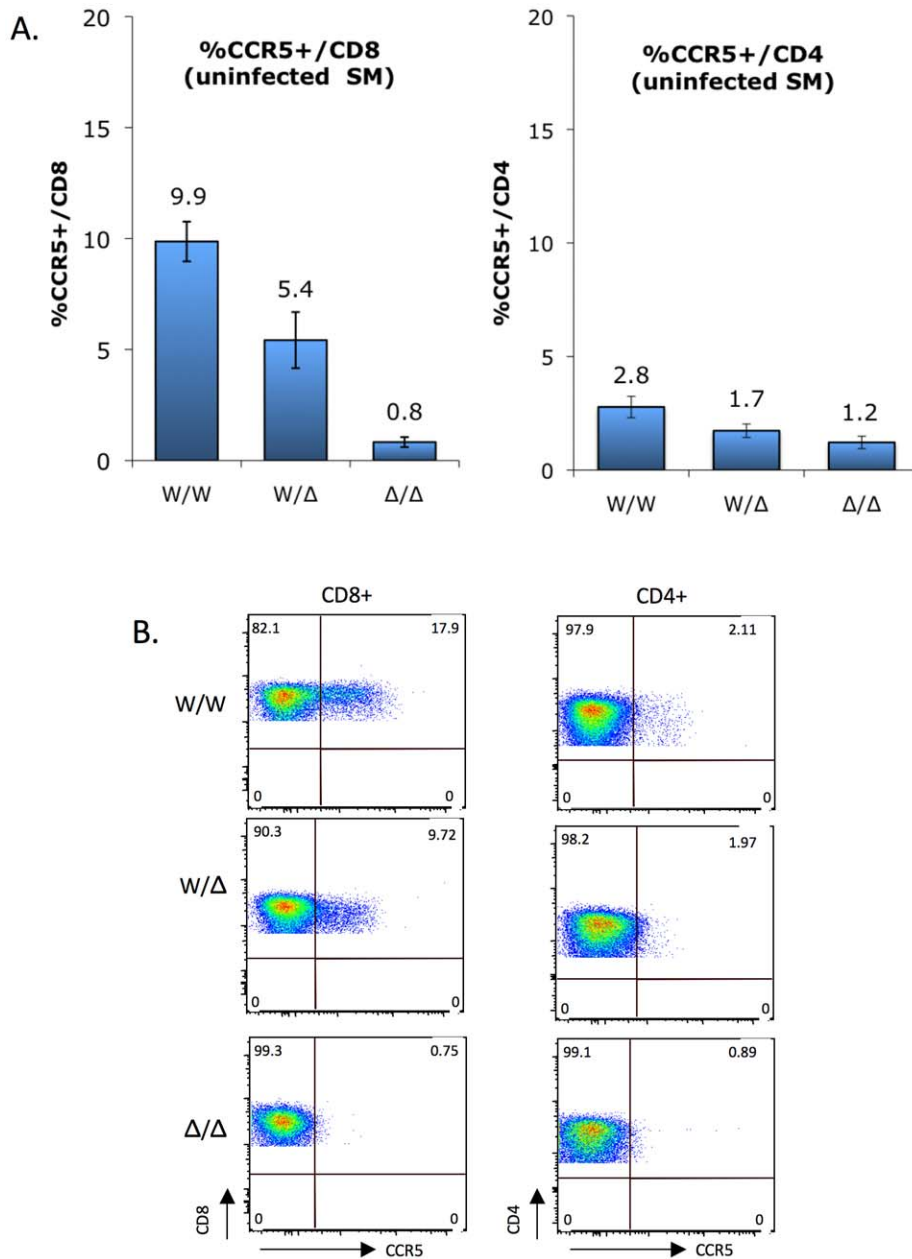 A.
%CCR5+/CD8
(uninfected SM)
%CCR5+/CD8
20
15
10
5
0
9.9
5.4
0.8
W/W
W/Δ
Δ/Δ
%CCR5+/CD4
(uninfected SM)
%CCR5+/CD4
20
15
10
5
0
2.8
1.7
1.2
W/W
W/Δ
Δ/Δ
B.
CD8+
CD4+
W/W
82.1
17.9
0
0
97.9
2.11
0
0
W/Δ
90.3
9.72
0
0
98.2
1.97
0
0
Δ/Δ
99.3
0.75
0
0
99.1
0.89
0
0
CD8
CCR5
CD4
CCR5